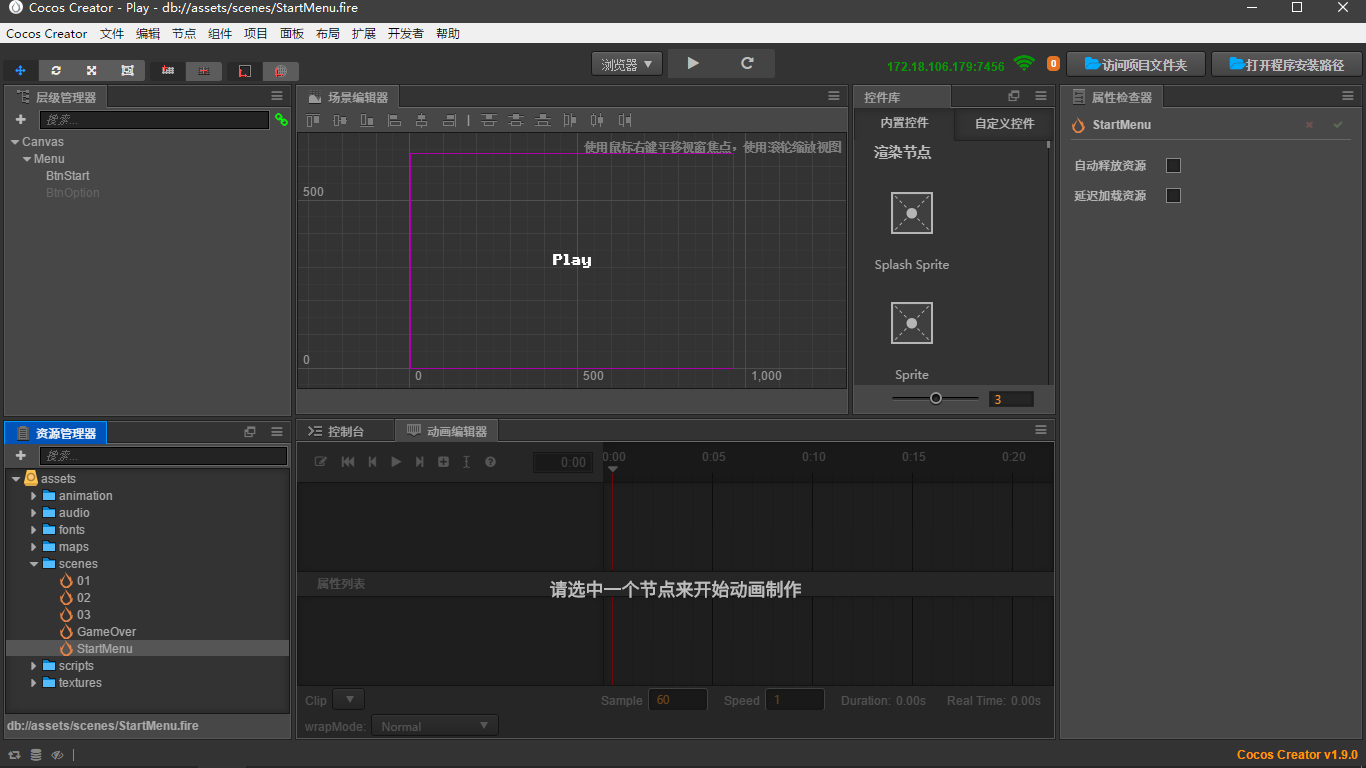 Cocos Creator - Play - db://assets/scenes/StartMenu.fire
Cocos Creator 文件 编辑 节点 组件 项目 面板 布局 扩展 开发者 帮助
浏览器
172.18.106.179:7456
0
访问项目文件夹
打开程序安装路径
层级管理器
搜索...
Canvas
Menu
BtnStart
BtnOption
场景编辑器
使用鼠标右键平移视窗焦点，使用滚轮缩放视图
500
Play
0
0 500 1,000
控件库
内置控件 自定义控件
渲染节点
Splash Sprite
Sprite
3
属性检查器
StartMenu
自动释放资源
延迟加载资源
资源管理器
搜索...
assets
animation
audio
fonts
maps
scenes
01
02
03
GameOver
StartMenu
scripts
textures
db://assets/scenes/StartMenu.fire
控制台 动画编辑器
0:00
0:00 0:05 0:10 0:15 0:20
属性列表
请选中一个节点来开始动画制作
Clip
Sample 60 Speed 1 Duration: 0.00s Real Time: 0.00s
wrapMode: Normal
Cocos Creator v1.9.0